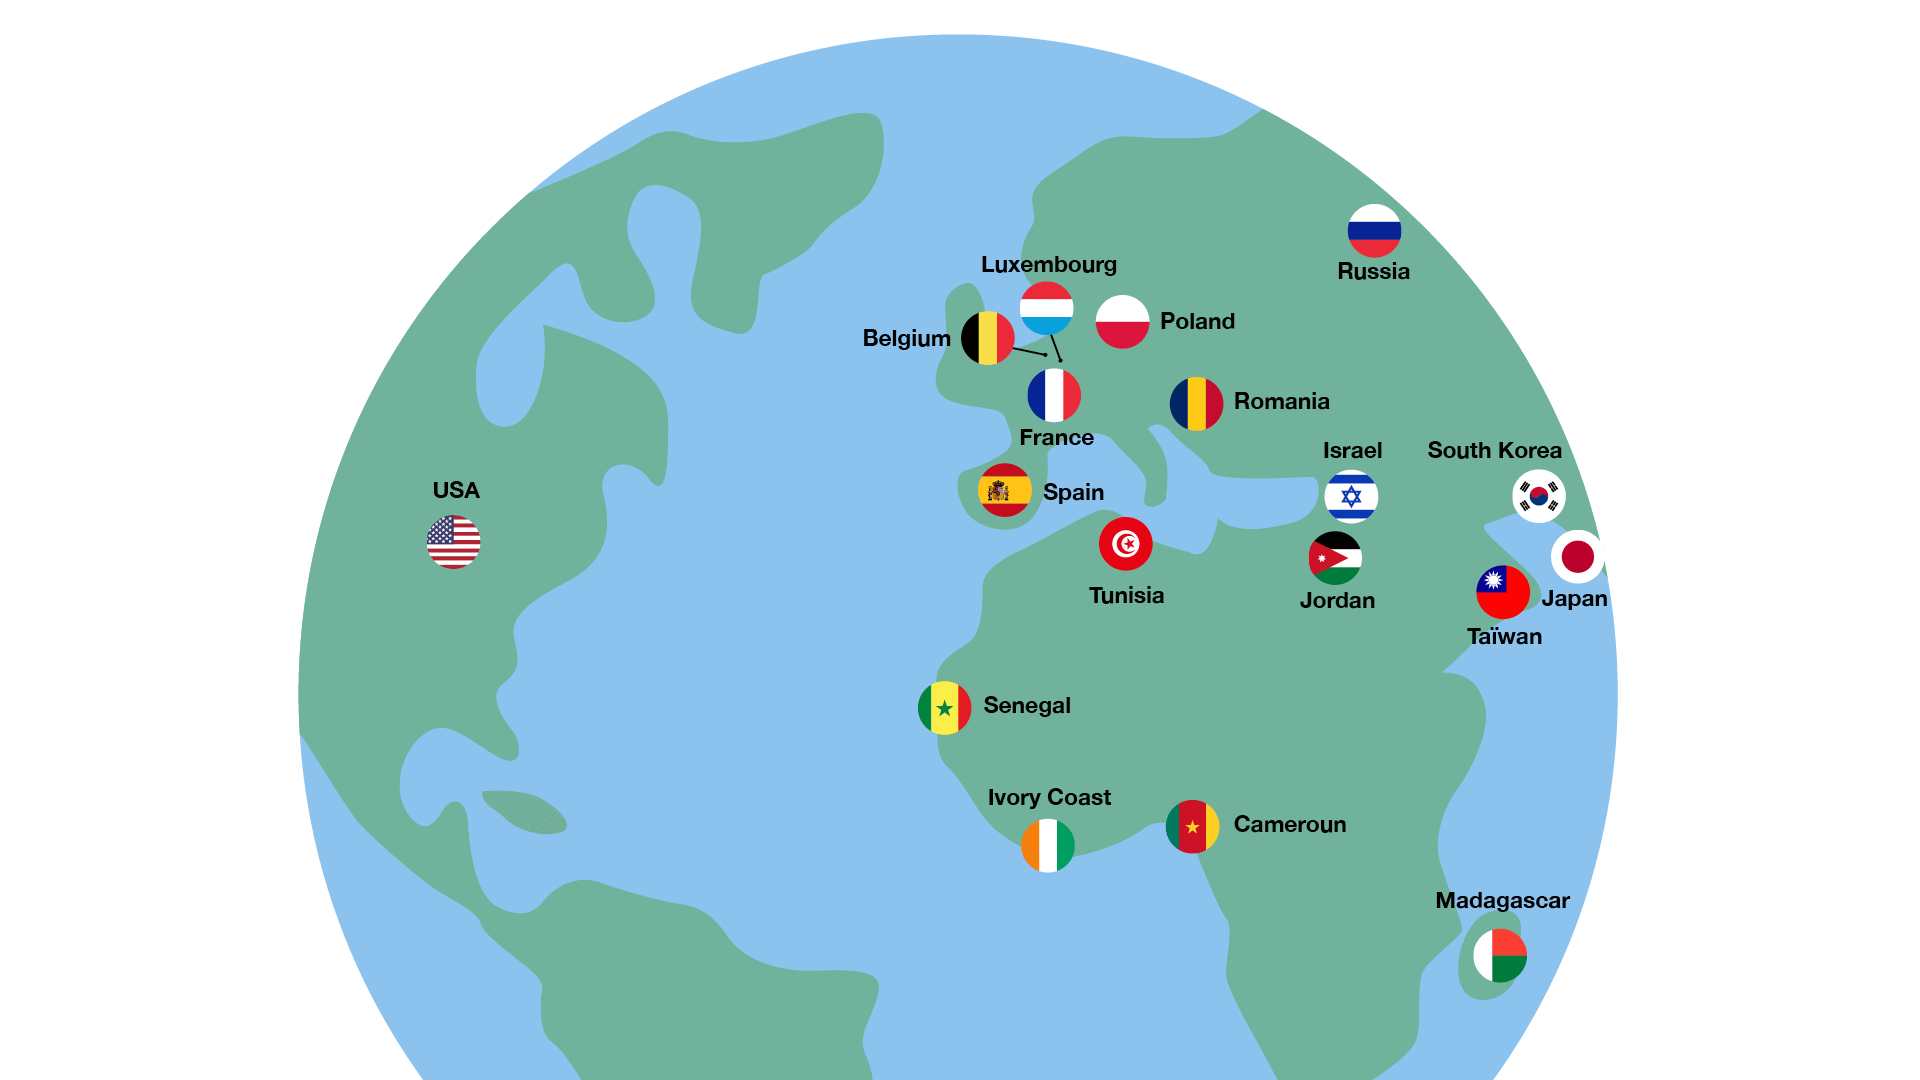 Luxembourg
Russia
Poland
Belgium
Romania
France
Israel
South Korea
USA
Spain
Tunisia
Jordan
Japan
Taïwan
Senegal
Ivory Coast
Cameroun
Madagascar